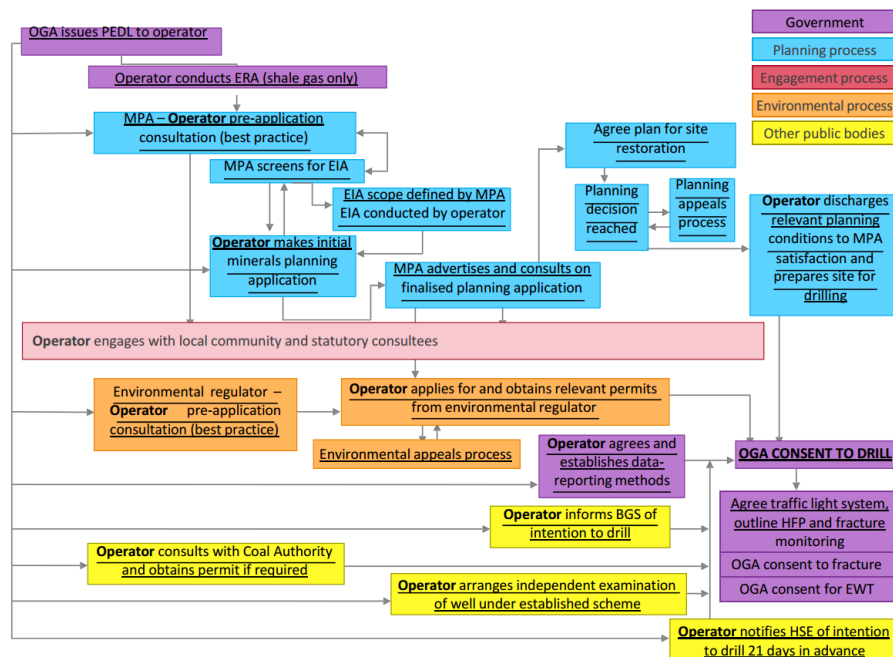 Government
OGA issues PEDL to operator
Planning process
Operator conducts ERA (shale gas only)
Engagement process
Environmental process
Other public bodies
MPA – Operator pre-application
consultation (best practice)
Agree plan for site
restoration
MPA screens for EIA
EIA scope defined by MPA
EIA conducted by operator
Planning
decision
reached
Planning
appeals
process
Operator discharges
relevant planning
conditions to MPA
satisfaction and
prepares site for
drilling
Operator makes initial
minerals planning
application
MPA advertises and consults on
finalised planning application
Operator engages with local community and statutory consultees
Environmental regulator –
Operator pre-application
consultation (best practice)
Operator applies for and obtains relevant permits
from environmental regulator
Environmental appeals process
Operator agrees and
establishes data-
reporting methods
OGA CONSENT TO DRILL
Agree traffic light system,
outline HFP and fracture
monitoring
OGA consent to fracture
OGA consent for EWT
Operator informs BGS of
intention to drill
Operator consults with Coal Authority
and obtains permit if required
Operator arranges independent examination
of well under established scheme
Operator notifies HSE of intention
to drill 21 days in advance